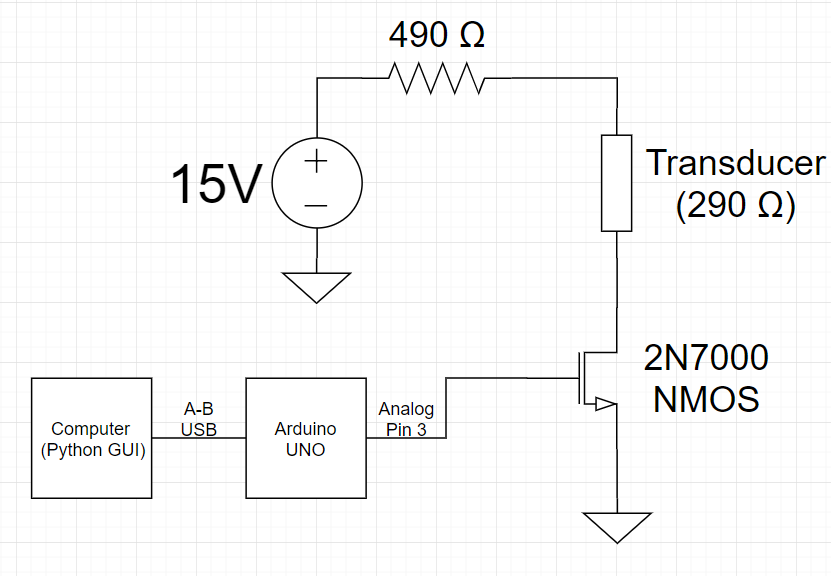 490 Ω
15V
+
—
Transducer
(290 Ω)
2N7000
NMOS
Computer
(Python GUI)
A-B
USB
Arduino
UNO
Analog
Pin 3